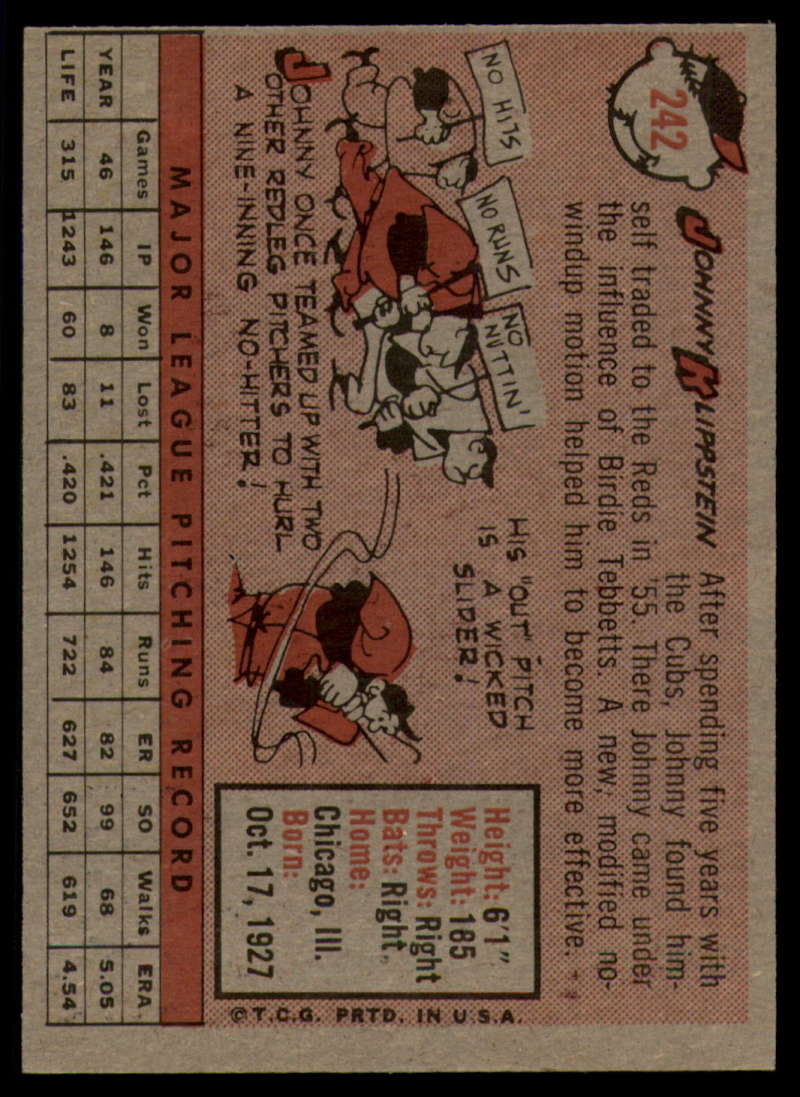 242
JOHNNY KLIPPSTEIN After spending five years with
the Cubs, Johnny found him-
self traded to the Reds in '55. There Johnny came under
the influence of Birdie Tebbetts. A new, modified no-
windup motion helped him to become more effective.
NO HITS
NO RUNS
NO NUTTIN'
JOHNNY ONCE TEAMED UP WITH TWO
OTHER REDLEG PITCHERS TO HURL
A NINE-INNING NO-HITTER!
HIS "OUT" PITCH
IS A WICKED
SLIDER!
Height: 6'1"
Weight: 185
Throws: Right
Bats: Right
Home:
Chicago, Ill.
Born:
Oct. 17, 1927
© T.C.G. PRTD. IN U.S.A.
MAJOR LEAGUE PITCHING RECORD
Games IP Won Lost Pct Hits Runs ER SO Walks ERA
YEAR 46 146 8 11 .421 146 84 82 99 68 5.05
LIFE 315 1243 60 83 .420 1254 722 627 652 619 4.54